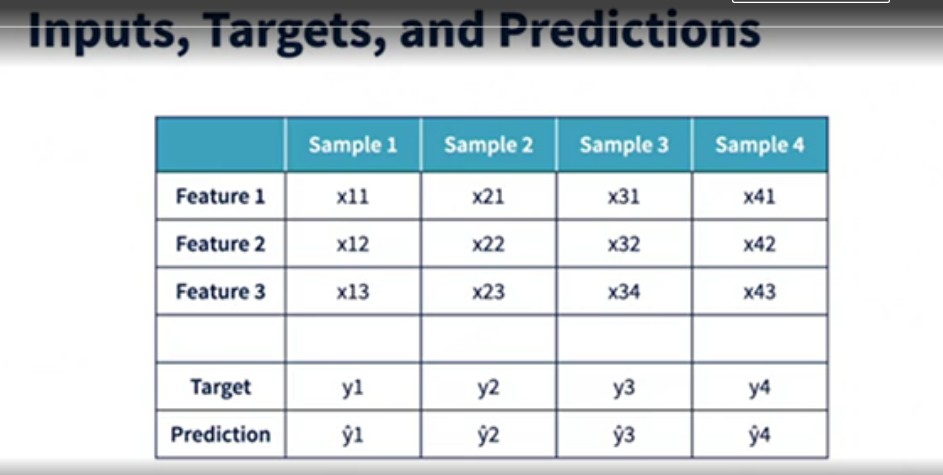 Inputs, Targets, and Predictions
Sample 1 Sample 2 Sample 3 Sample 4
Feature 1 x11 x21 x31 x41
Feature 2 x12 x22 x32 x42
Feature 3 x13 x23 x34 x43
Target y1 y2 y3 y4
Prediction ŷ1 ŷ2 ŷ3 ŷ4